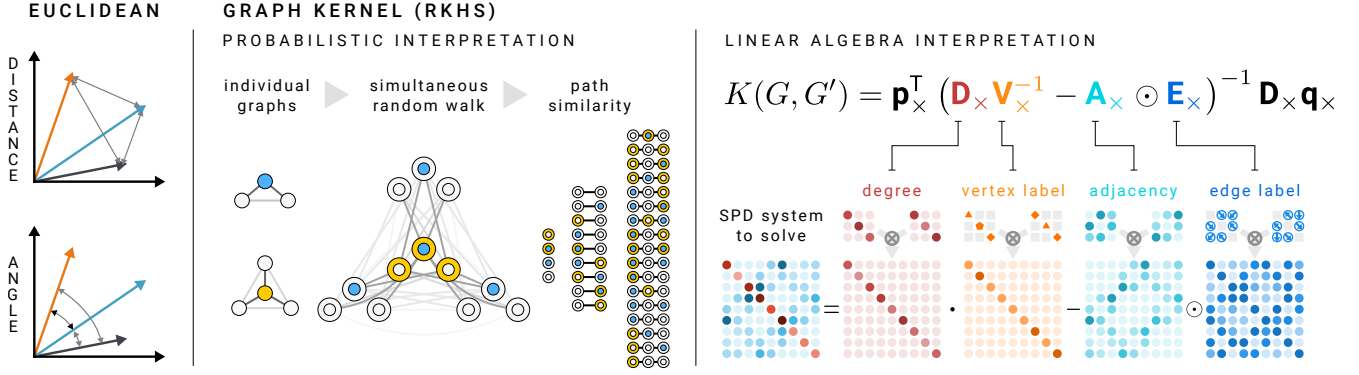 EUCLIDEAN
DISTANCE
ANGLE
GRAPH KERNEL (RKHS)
PROBABILISTIC INTERPRETATION
individual
graphs
simultaneous
random walk
path
similarity
LINEAR ALGEBRA INTERPRETATION
K(G, G′) = p×ᵀ (D× V×⁻¹ − A× ⊙ E×)⁻¹ D× q×
degree
vertex label
adjacency
edge label
SPD system
to solve
= · − ⊙